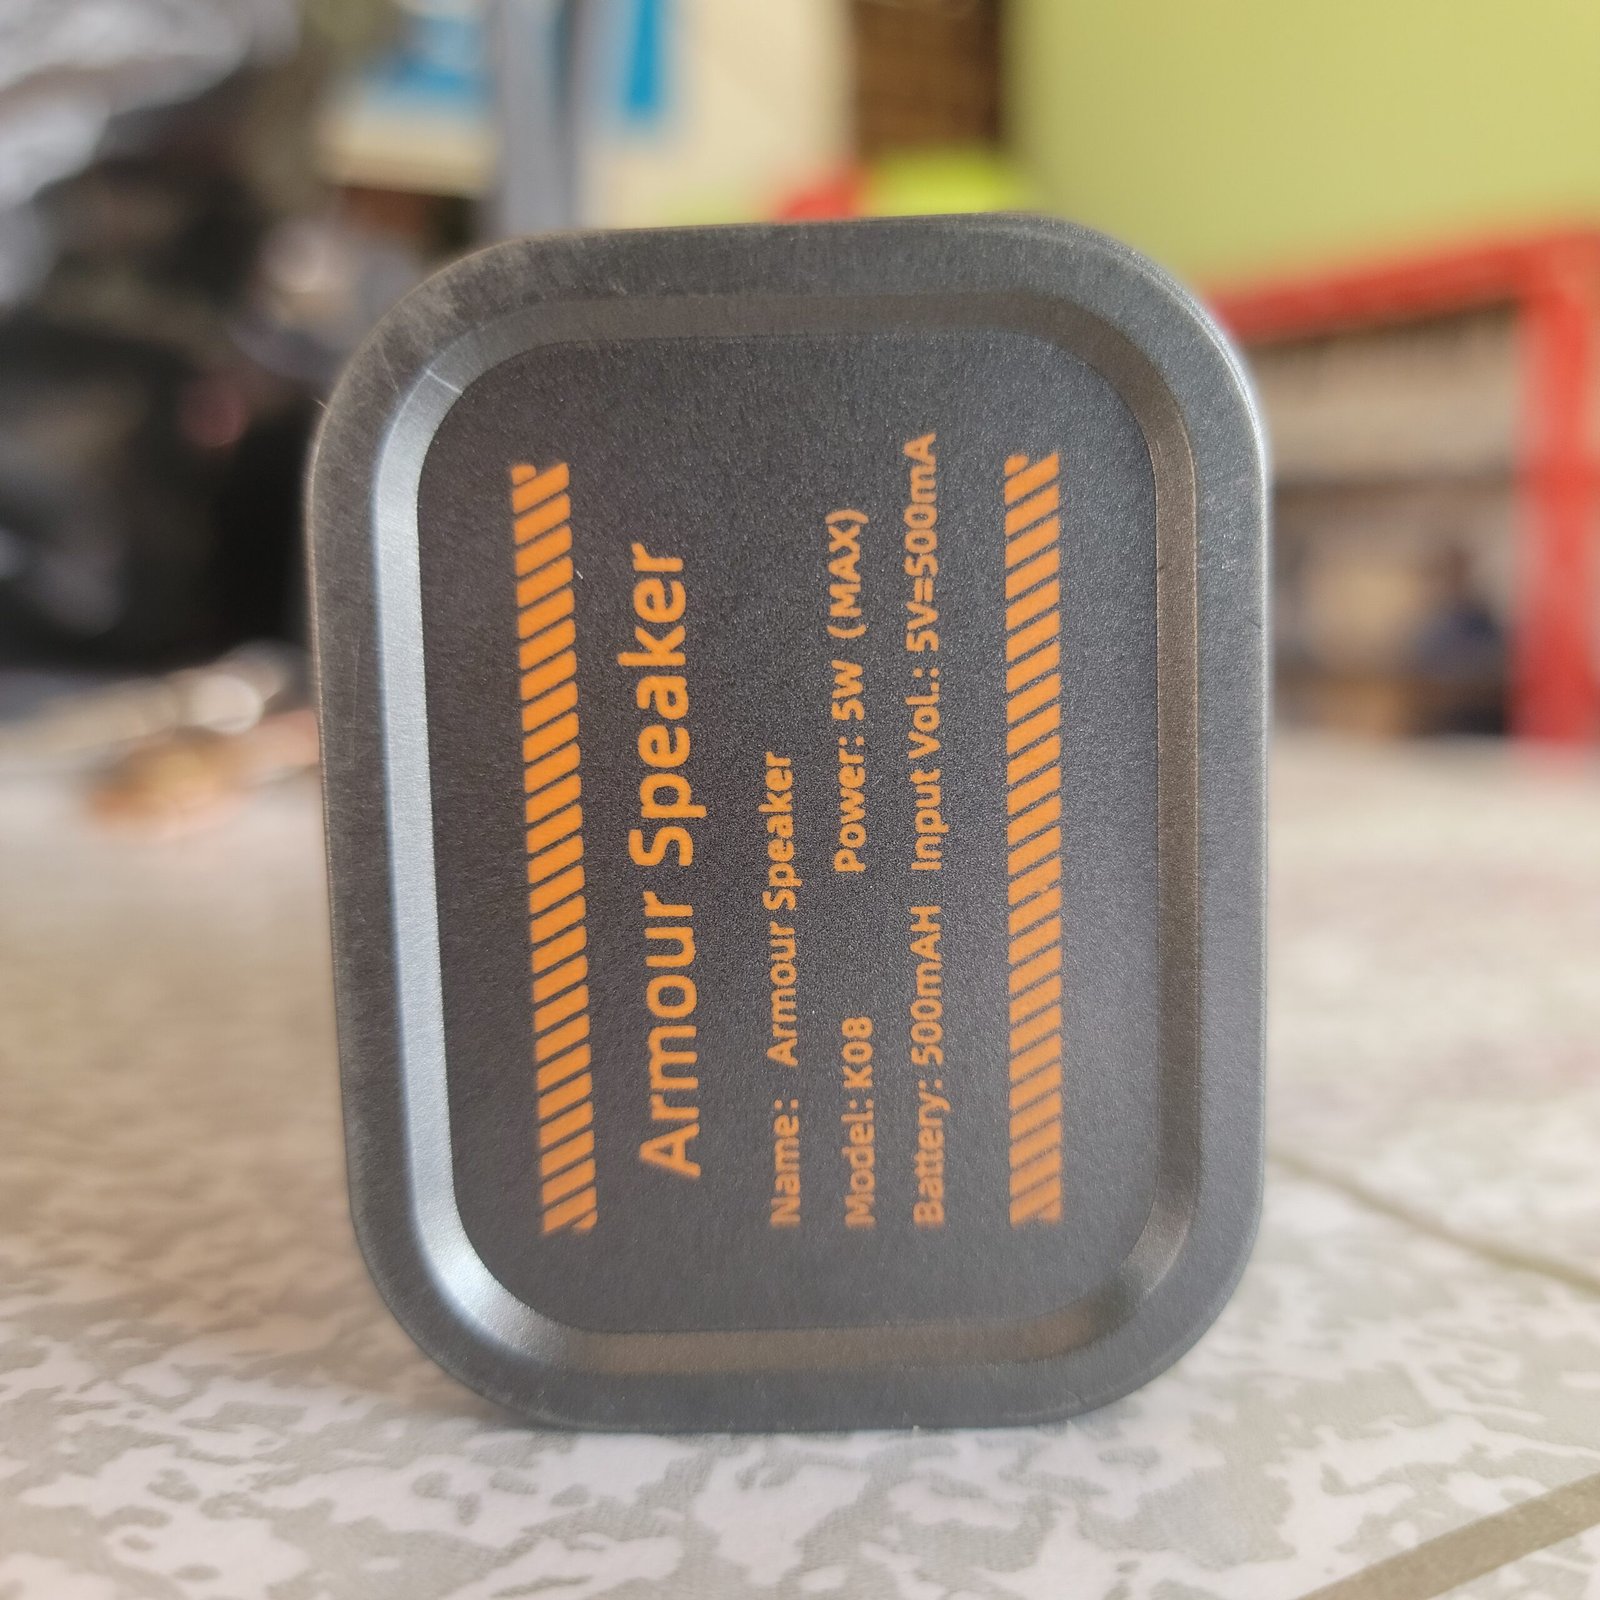 Armour Speaker
Name: Armour Speaker
Model: K08 Power: 5W (MAX)
Battery: 500mAH Input Vol.: 5V=500mA